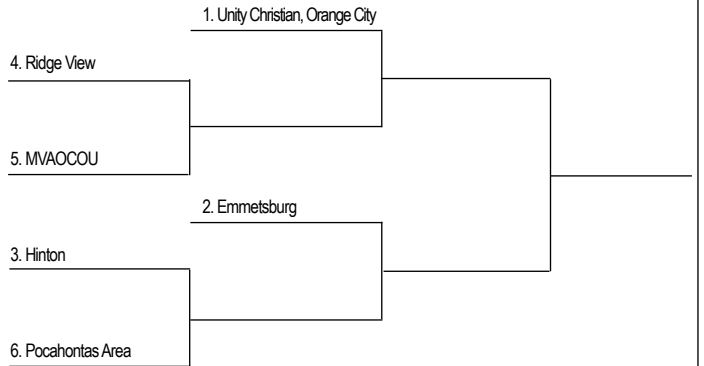 1. Unity Christian, Orange City
4. Ridge View
5. MVAOCOU
2. Emmetsburg
3. Hinton
6. Pocahontas Area